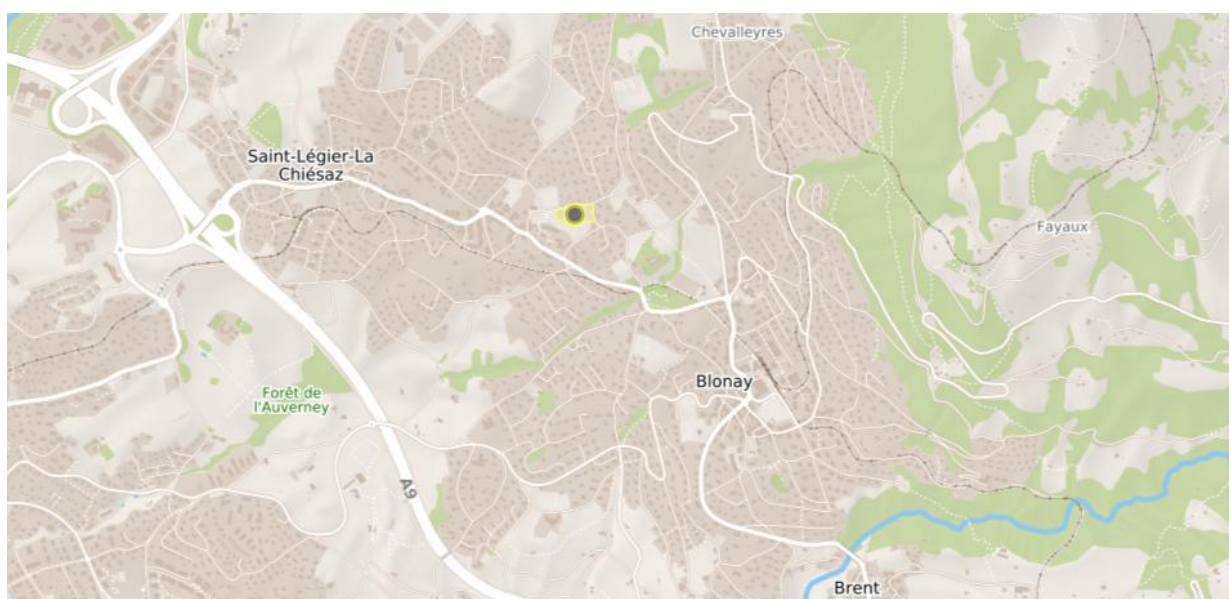 Chevalleyres
Saint-Légier-La
Chiésaz
Fayaux
Blonay
Forêt de
l'Auverney
A9
Brent